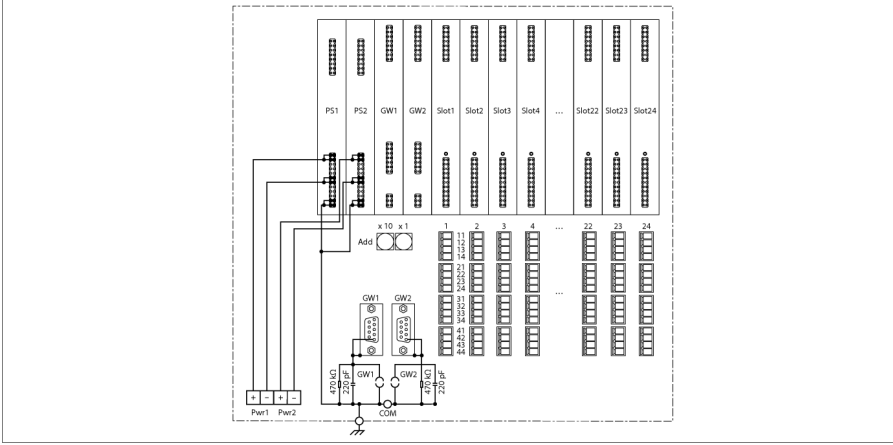 PS1 PS2 GW1 GW2 Slot1 Slot2 Slot3 Slot4 ... Slot22 Slot23 Slot24
x 10 x 1
Add
1 2 3 4 ... 22 23 24
11
12
13
14
21
22
23
24
...
31
32
33
34
41
42
43
44
GW1 GW2
470 kΩ
220 pF
GW1 GW2
470 kΩ
220 pF
+ − + −
Pwr1 Pwr2
COM